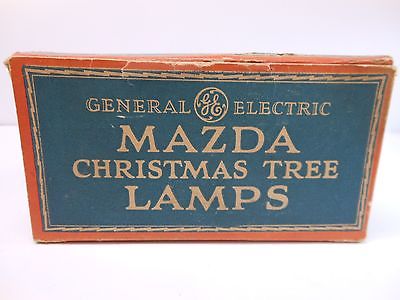 GENERAL GE ELECTRIC
MAZDA
CHRISTMAS TREE
LAMPS